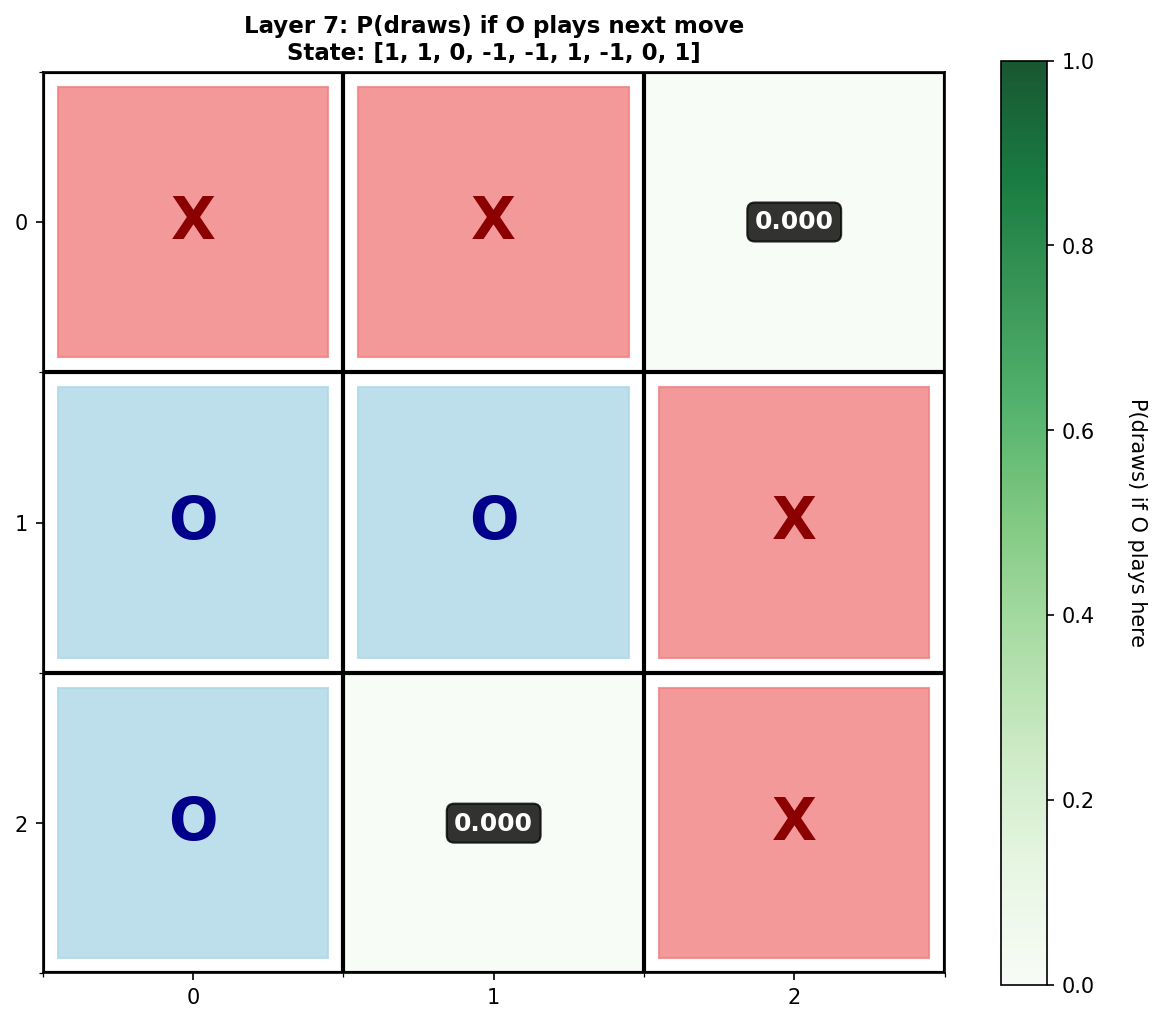 Layer 7: P(draws) if O plays next move
State: [1, 1, 0, -1, -1, 1, -1, 0, 1]
0
X
X
0.000
1
O
O
X
2
O
0.000
X
0
1
2
1.0
0.8
0.6
0.4
0.2
0.0
P(draws) if O plays here